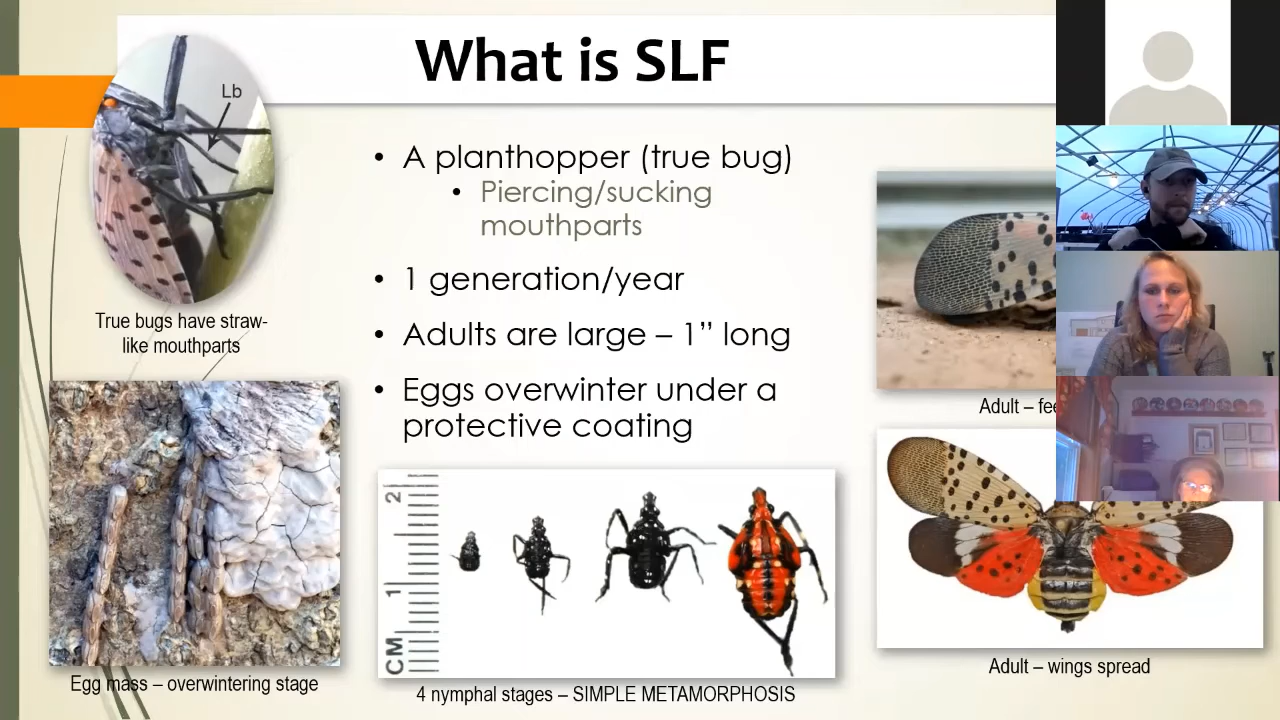 What is SLF
Lb
• A planthopper (true bug)
• Piercing/sucking
mouthparts
• 1 generation/year
• Adults are large – 1” long
• Eggs overwinter under a
protective coating
True bugs have straw-
like mouthparts
Egg mass – overwintering stage
2
1
CM
4 nymphal stages – SIMPLE METAMORPHOSIS
Adult –
Adult – wings spread